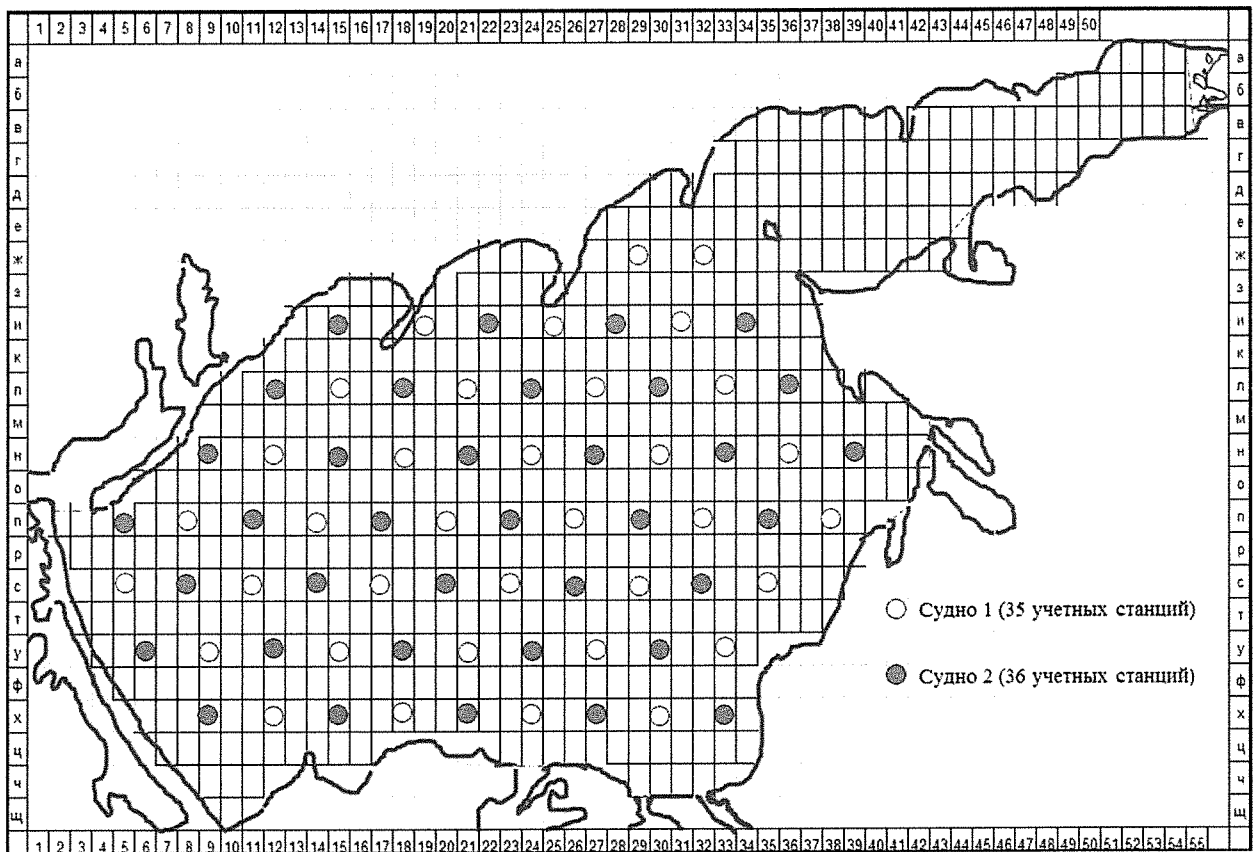 1 2 3 4 5 6 7 8 9 10 11 12 13 14 15 16 17 18 19 20 21 22 23 24 25 26 27 28 29 30 31 32 33 34 35 36 37 38 39 40 41 42 43 44 45 46 47 48 49 50
а а
б б
в в
г г
д д
е е
ж ж
з з
и и
к к
л л
м м
н н
о о
п п
р р
с с
Судно 1 (35 учетных станций)
т т
у у
Судно 2 (36 учетных станций)
ф ф
х х
ц ц
ч ч
щ щ
1 2 3 4 5 6 7 8 9 10 11 12 13 14 15 16 17 18 19 20 21 22 23 24 25 26 27 28 29 30 31 32 33 34 35 36 37 38 39 40 41 42 43 44 45 46 47 48 49 50 51 52 53 54 55